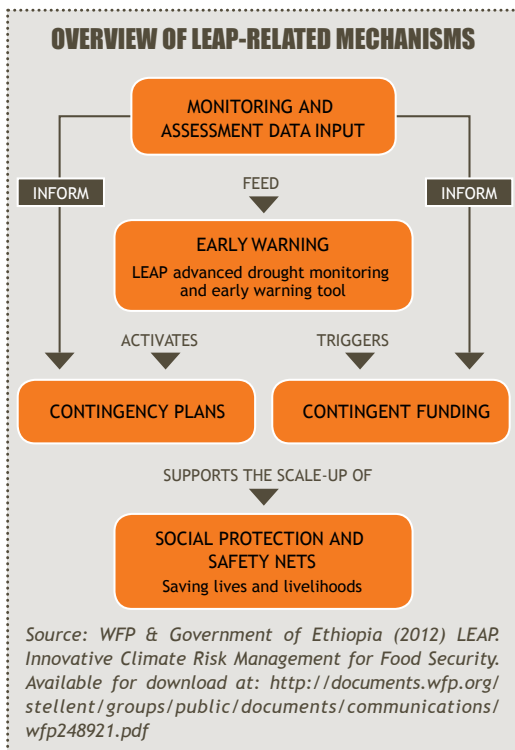 OVERVIEW OF LEAP-RELATED MECHANISMS
MONITORING AND
ASSESSMENT DATA INPUT
INFORM
FEED
INFORM
EARLY WARNING
LEAP advanced drought monitoring
and early warning tool
ACTIVATES
TRIGGERS
CONTINGENCY PLANS
CONTINGENT FUNDING
SUPPORTS THE SCALE-UP OF
SOCIAL PROTECTION AND
SAFETY NETS
Saving lives and livelihoods
Source: WFP & Government of Ethiopia (2012) LEAP.
Innovative Climate Risk Management for Food Security.
Available for download at: http://documents.wfp.org/
stellent/groups/public/documents/communications/
wfp248921.pdf